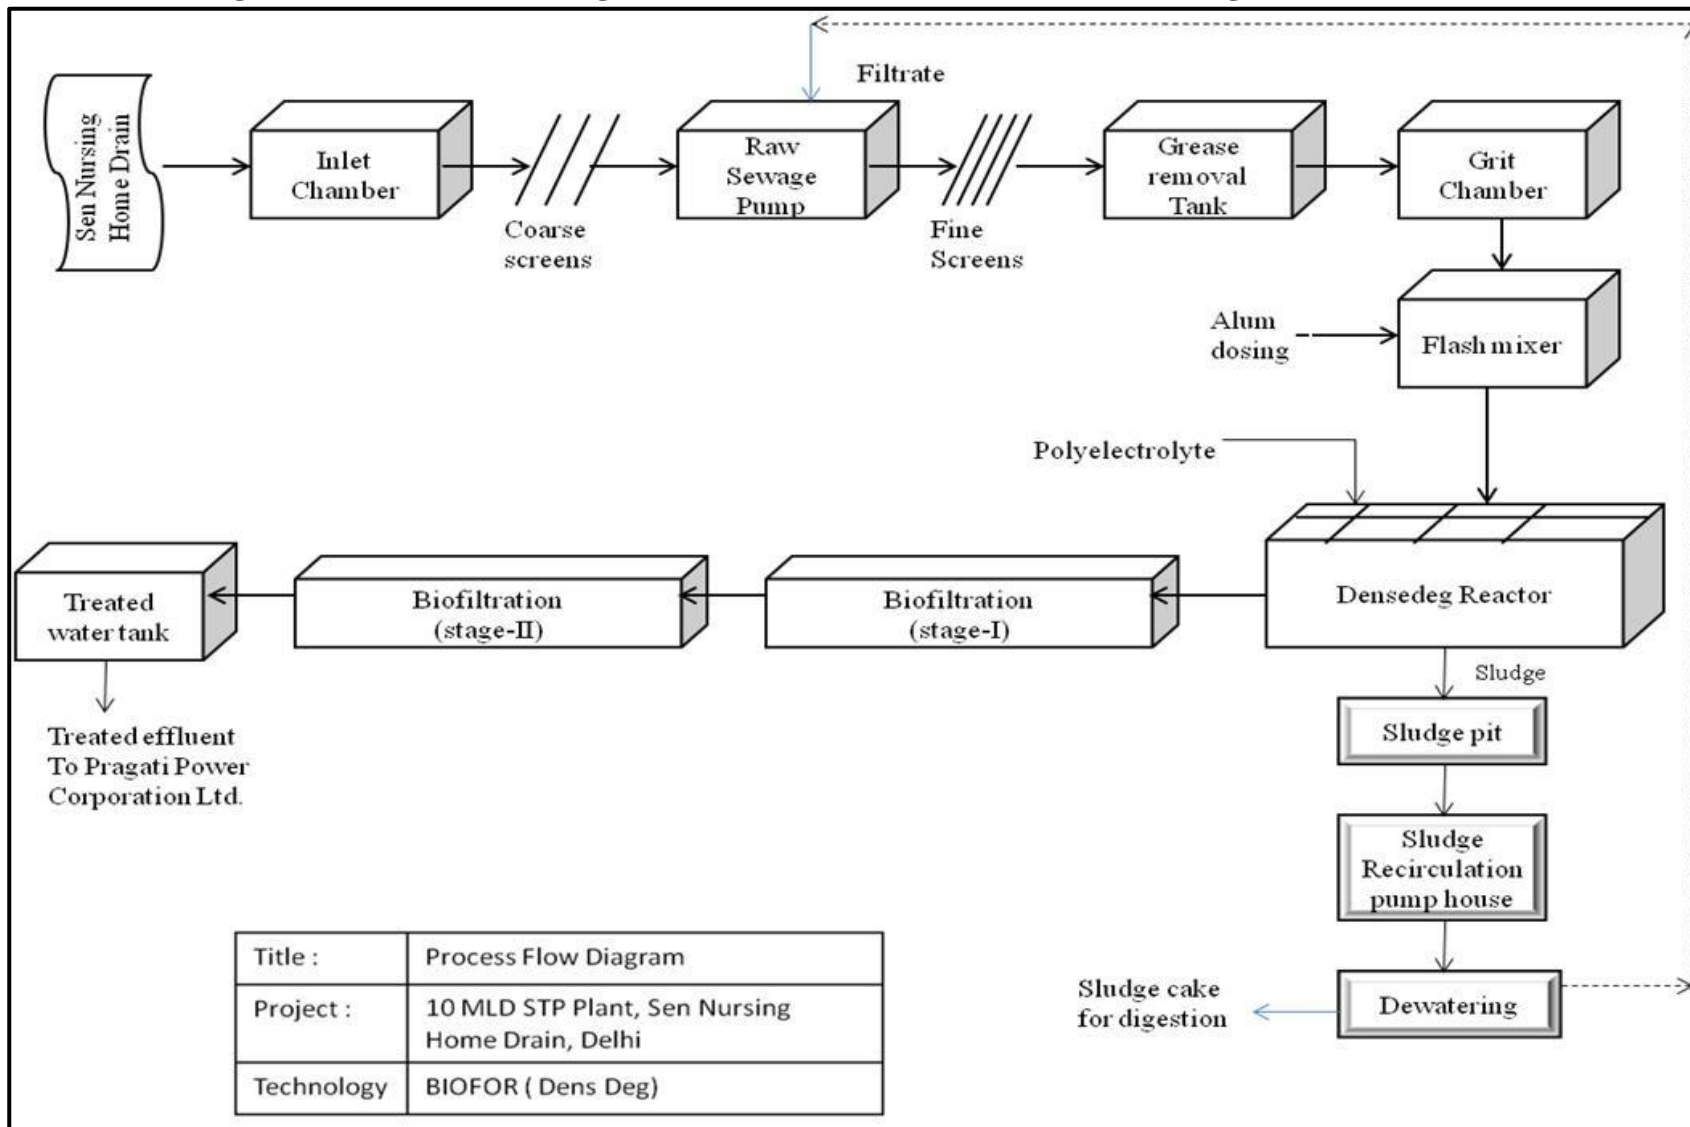 Filtrate
Sen Nursing
Home Drain
Inlet
Chamber
Coarse
screens
Raw
Sewage
Pump
Fine
Screens
Grease
removal
Tank
Grit
Chamber
Alum
dosing
Flash mixer
Polyelectrolyte
Densedeg Reactor
Biofiltration
(stage-I)
Biofiltration
(stage-II)
Treated
water tank
Treated effluent
To Pragati Power
Corporation Ltd.
Sludge
Sludge pit
Sludge
Recirculation
pump house
Dewatering
Sludge cake
for digestion
Title : Process Flow Diagram
Project : 10 MLD STP Plant, Sen Nursing
Home Drain, Delhi
Technology BIOFOR ( Dens Deg)